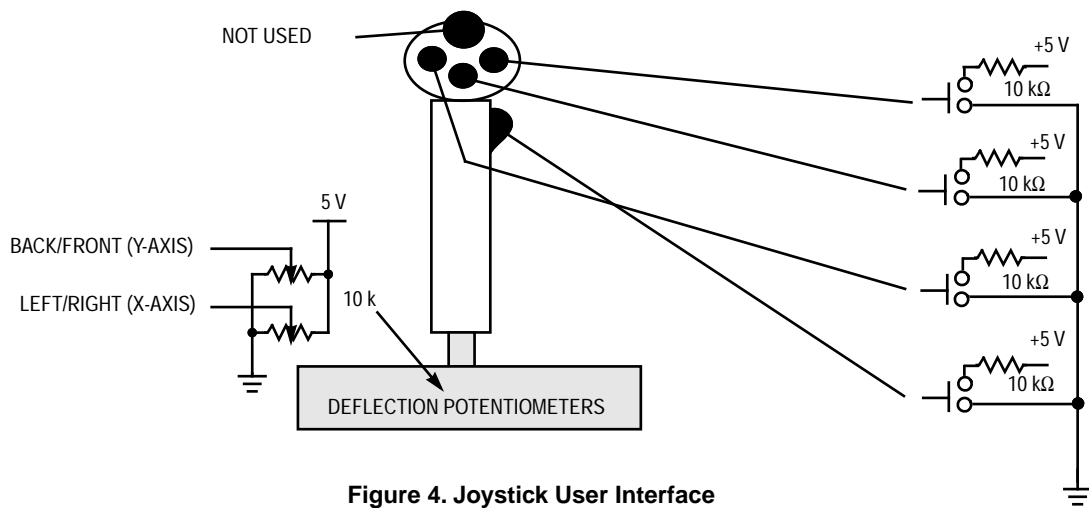 NOT USED
+5 V
10 kΩ
+5 V
10 kΩ
5 V
BACK/FRONT (Y-AXIS)
LEFT/RIGHT (X-AXIS)
10 k
+5 V
10 kΩ
+5 V
10 kΩ
DEFLECTION POTENTIOMETERS
Figure 4. Joystick User Interface